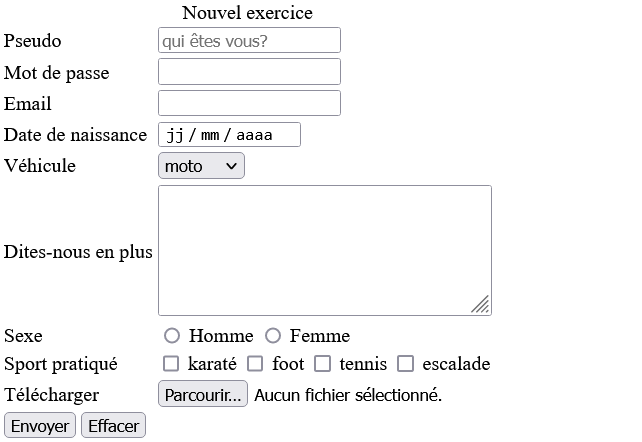 Nouvel exercice
Pseudo qui êtes vous?
Mot de passe
Email
Date de naissance jj / mm / aaaa
Véhicule moto
Dites-nous en plus
Sexe Homme Femme
Sport pratiqué karaté foot tennis escalade
Télécharger Parcourir... Aucun fichier sélectionné.
Envoyer Effacer